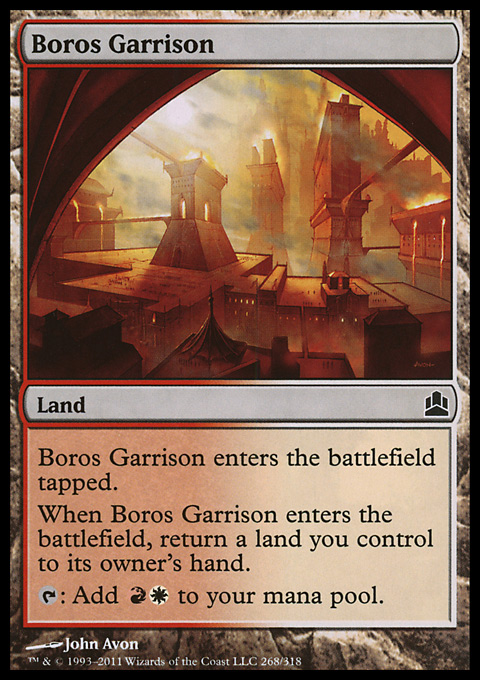 Boros Garrison
Land
Boros Garrison enters the battlefield
tapped.
When Boros Garrison enters the
battlefield, return a land you control
to its owner's hand.
: Add to your mana pool.
John Avon
™ & © 1993–2011 Wizards of the Coast LLC 268/318